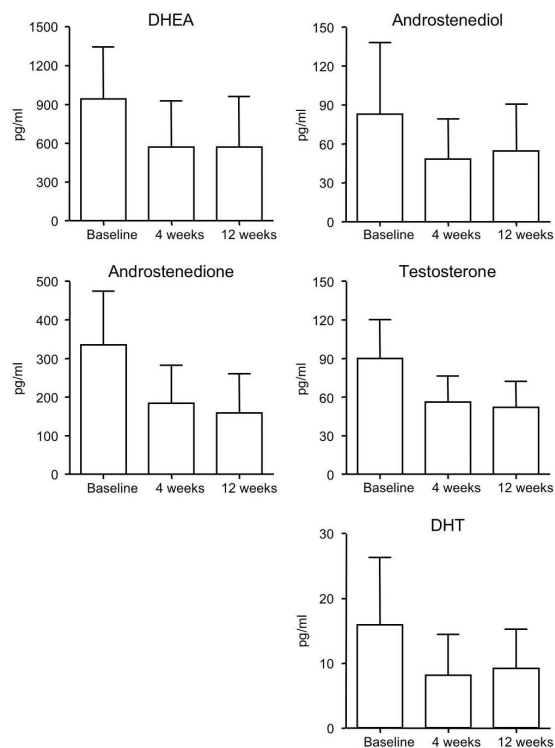 DHEA
1500
1200
900
600
300
0
pg/ml
Baseline 4 weeks 12 weeks
Androstenediol
150
120
90
60
30
0
pg/ml
Baseline 4 weeks 12 weeks
Androstenedione
500
400
300
200
100
0
pg/ml
Baseline 4 weeks 12 weeks
Testosterone
150
120
90
60
30
0
pg/ml
Baseline 4 weeks 12 weeks
DHT
30
20
10
0
pg/ml
Baseline 4 weeks 12 weeks